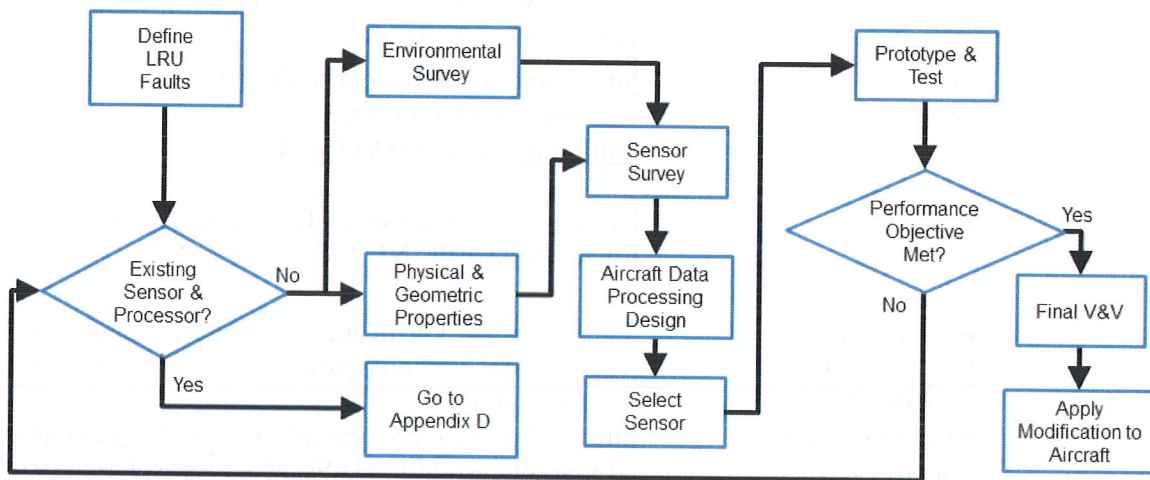 Define
LRU
Faults
Existing
Sensor &
Processor?
No
Yes
Environmental
Survey
Physical &
Geometric
Properties
Go to
Appendix D
Sensor
Survey
Aircraft Data
Processing
Design
Select
Sensor
Prototype &
Test
Performance
Objective
Met?
Yes
No
Final V&V
Apply
Modification to
Aircraft